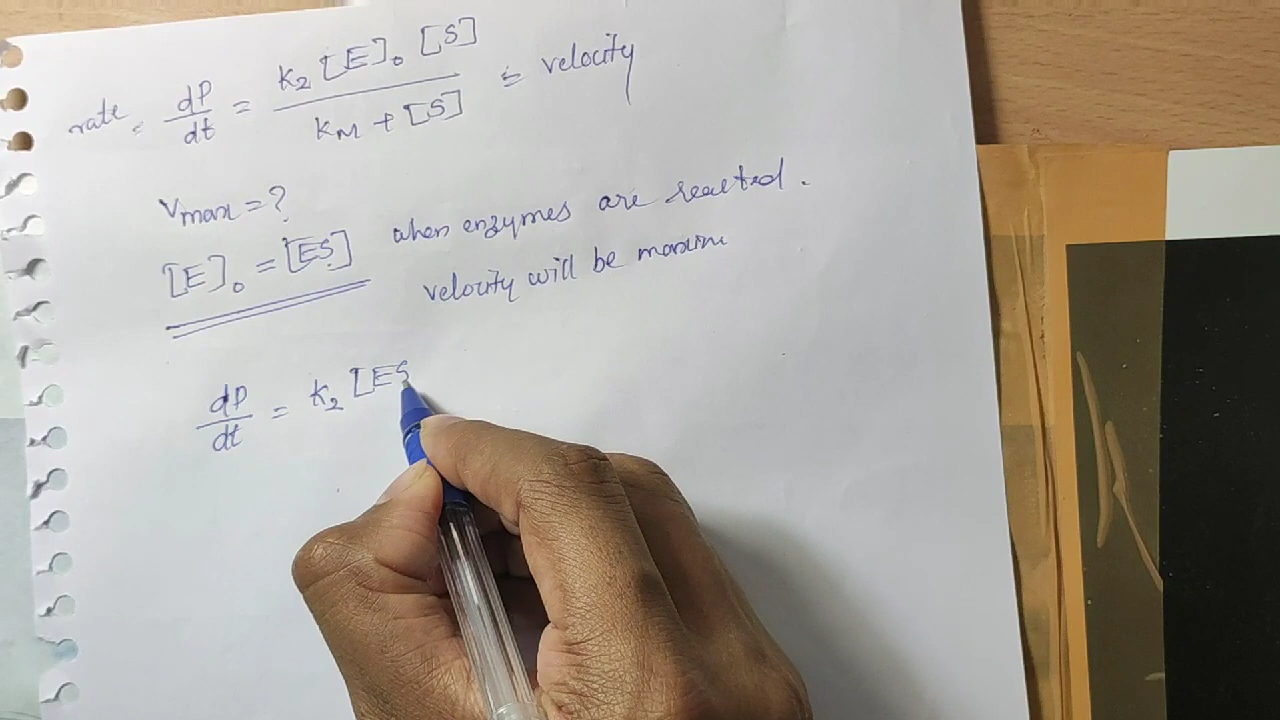 rate = dP/dt = k₂ [E]₀ [S] / kM + [S] = velocity
Vmax = ?
[E]₀ = [ES] when enzymes are reacted.
velocity will be maxim
dP/dt = k₂ [ES